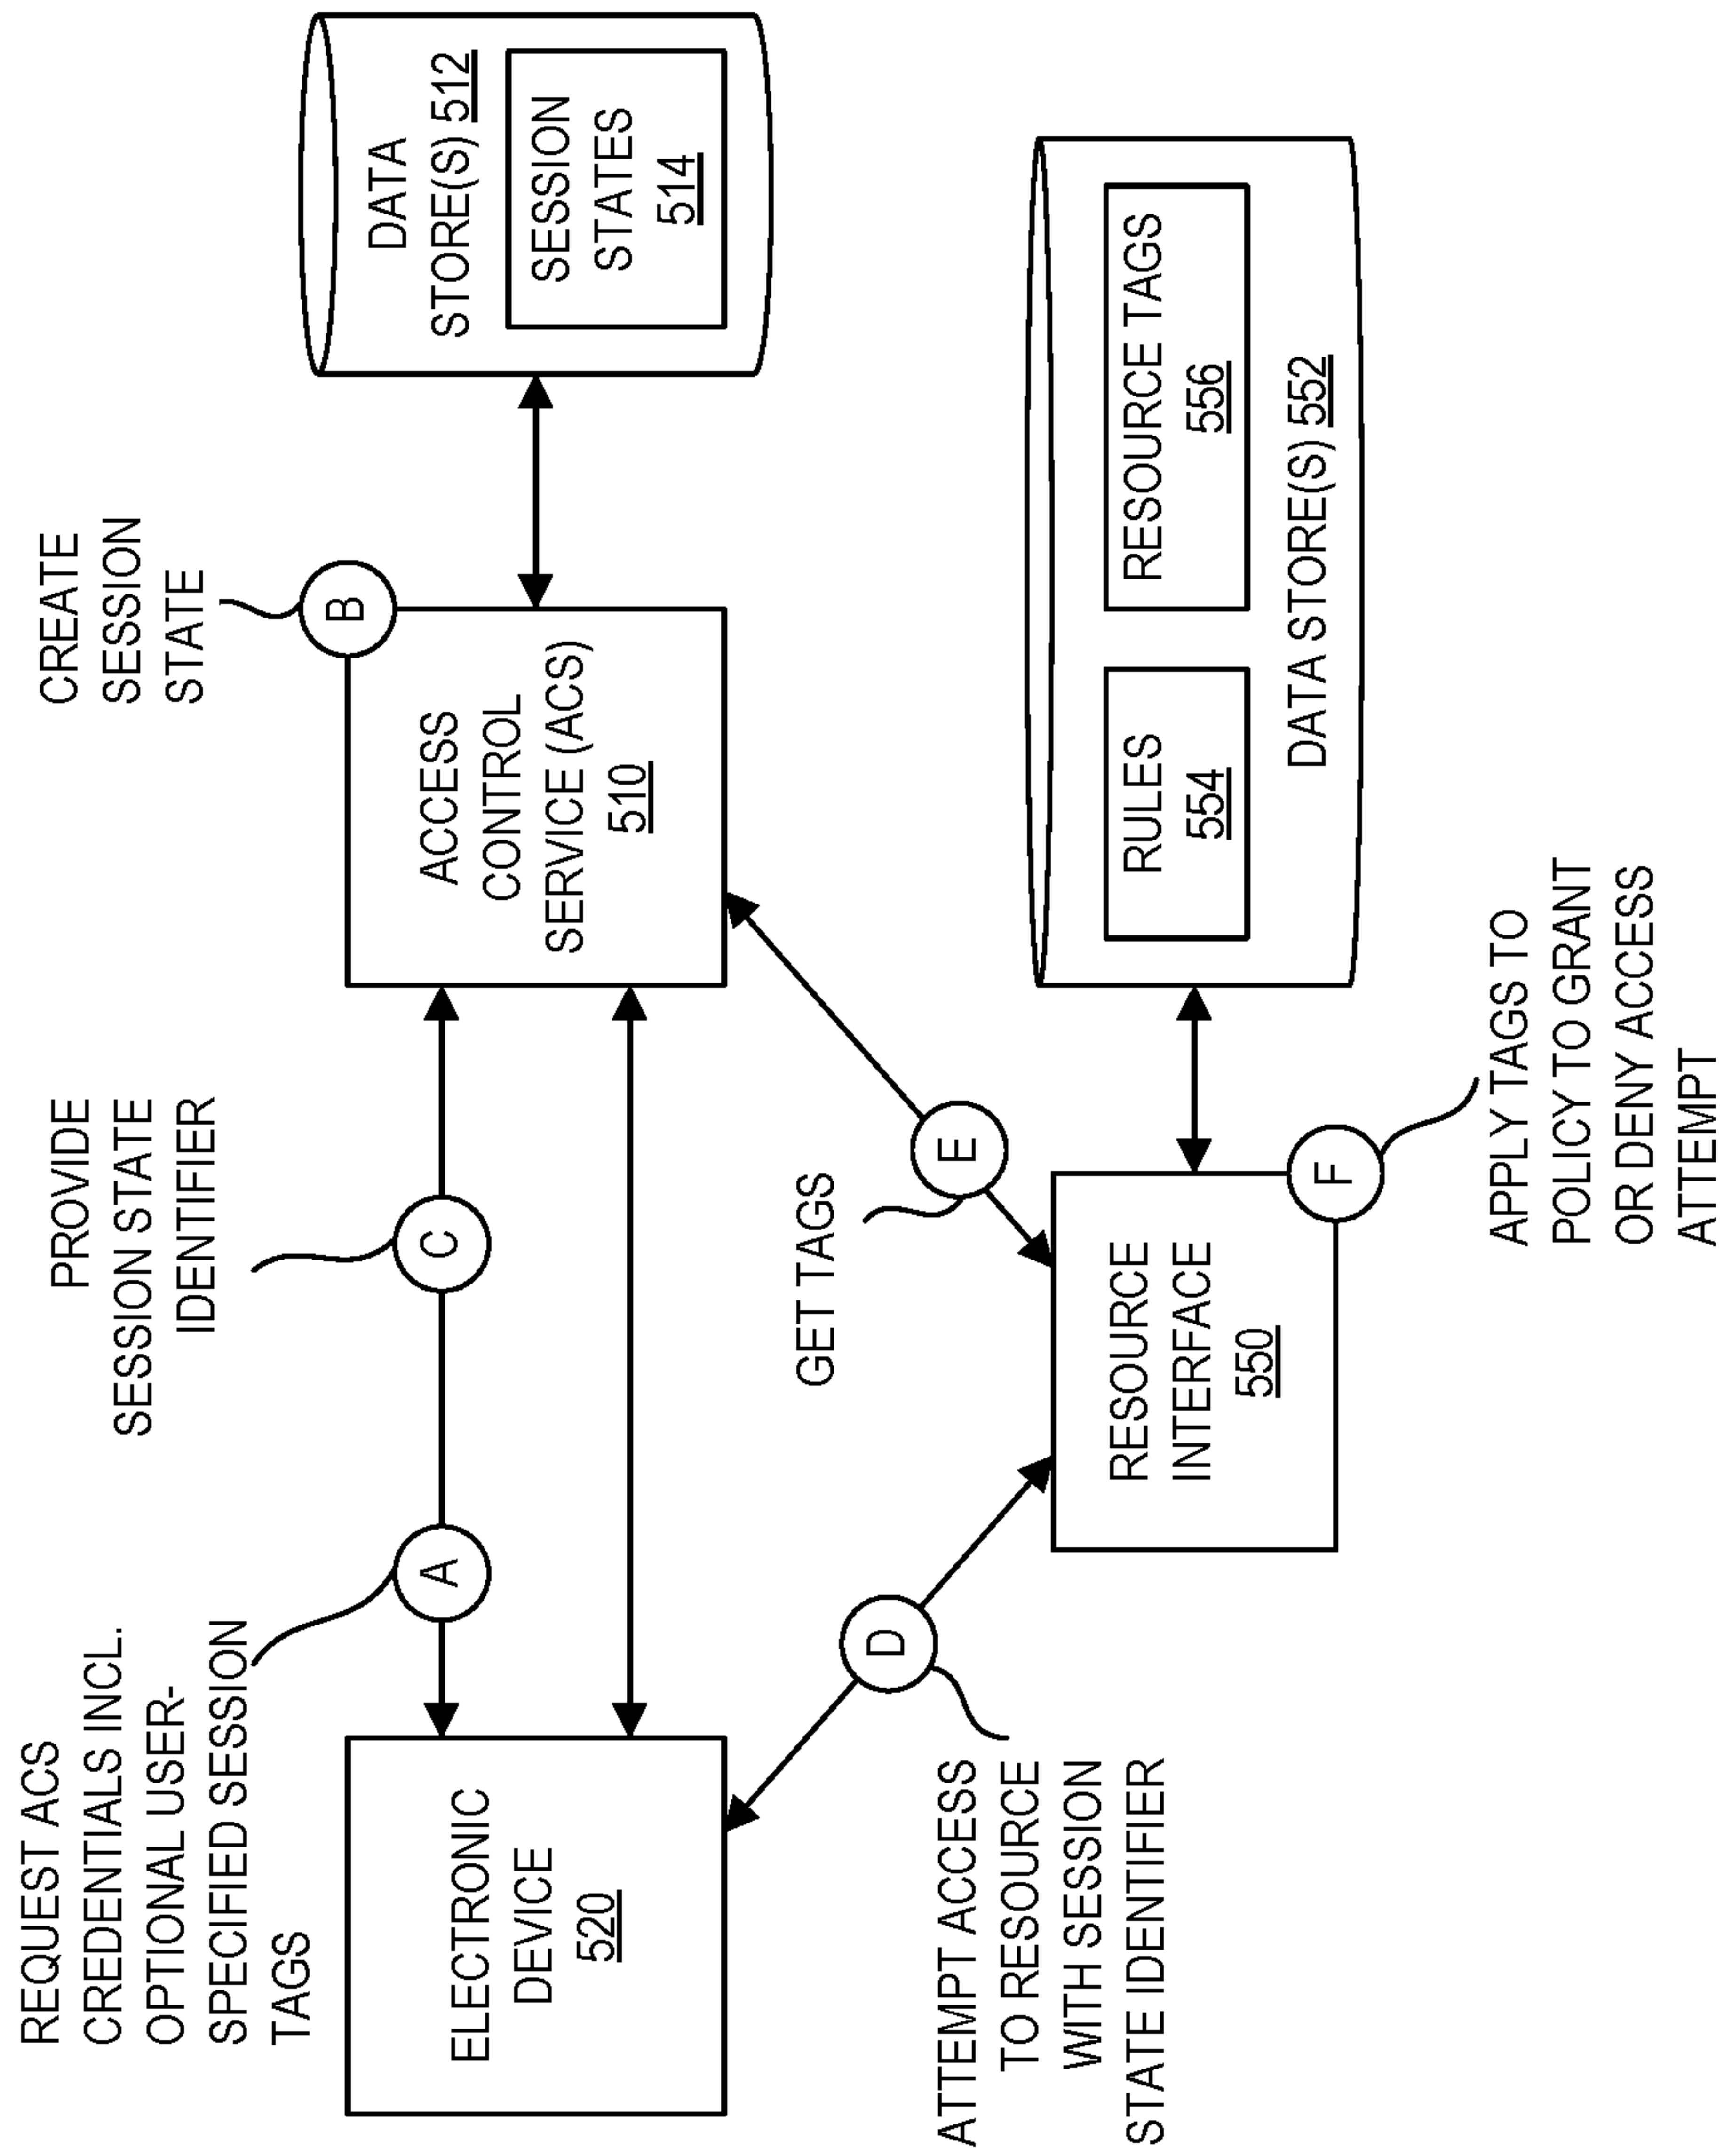 REQUEST ACS
CREDENTIALS INCL.
OPTIONAL USER-
SPECIFIED SESSION
TAGS
A
PROVIDE
SESSION STATE
IDENTIFIER
C
CREATE
SESSION
STATE
B
ELECTRONIC
DEVICE
520
ACCESS
CONTROL
SERVICE (ACS)
510
DATA
STORE(S) 512
SESSION
STATES
514
GET TAGS
E
D
ATTEMPT ACCESS
TO RESOURCE
WITH SESSION
STATE IDENTIFIER
RESOURCE
INTERFACE
550
RULES
554
RESOURCE TAGS
556
DATA STORE(S) 552
F
APPLY TAGS TO
POLICY TO GRANT
OR DENY ACCESS
ATTEMPT